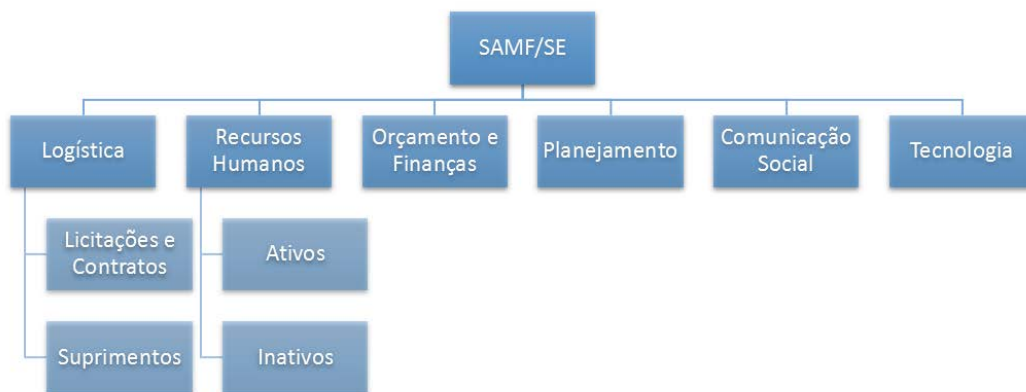 SAMF/SE
Logística
Recursos
Humanos
Orçamento e
Finanças
Planejamento
Comunicação
Social
Tecnologia
Licitações e
Contratos
Ativos
Suprimentos
Inativos